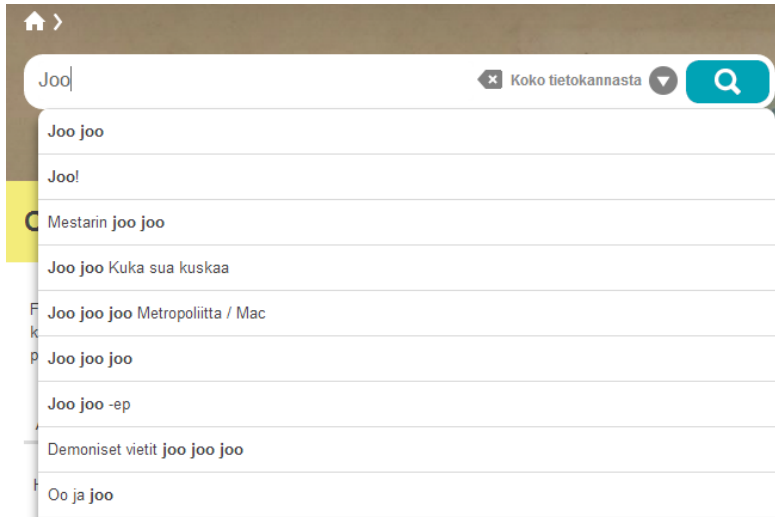 Joo
Koko tietokannasta
Joo joo
Joo!
Mestarin joo joo
Joo joo Kuka sua kuskaa
Joo joo joo Metropoliitta / Mac
Joo joo joo
Joo joo -ep
Demoniset vietit joo joo joo
Oo ja joo